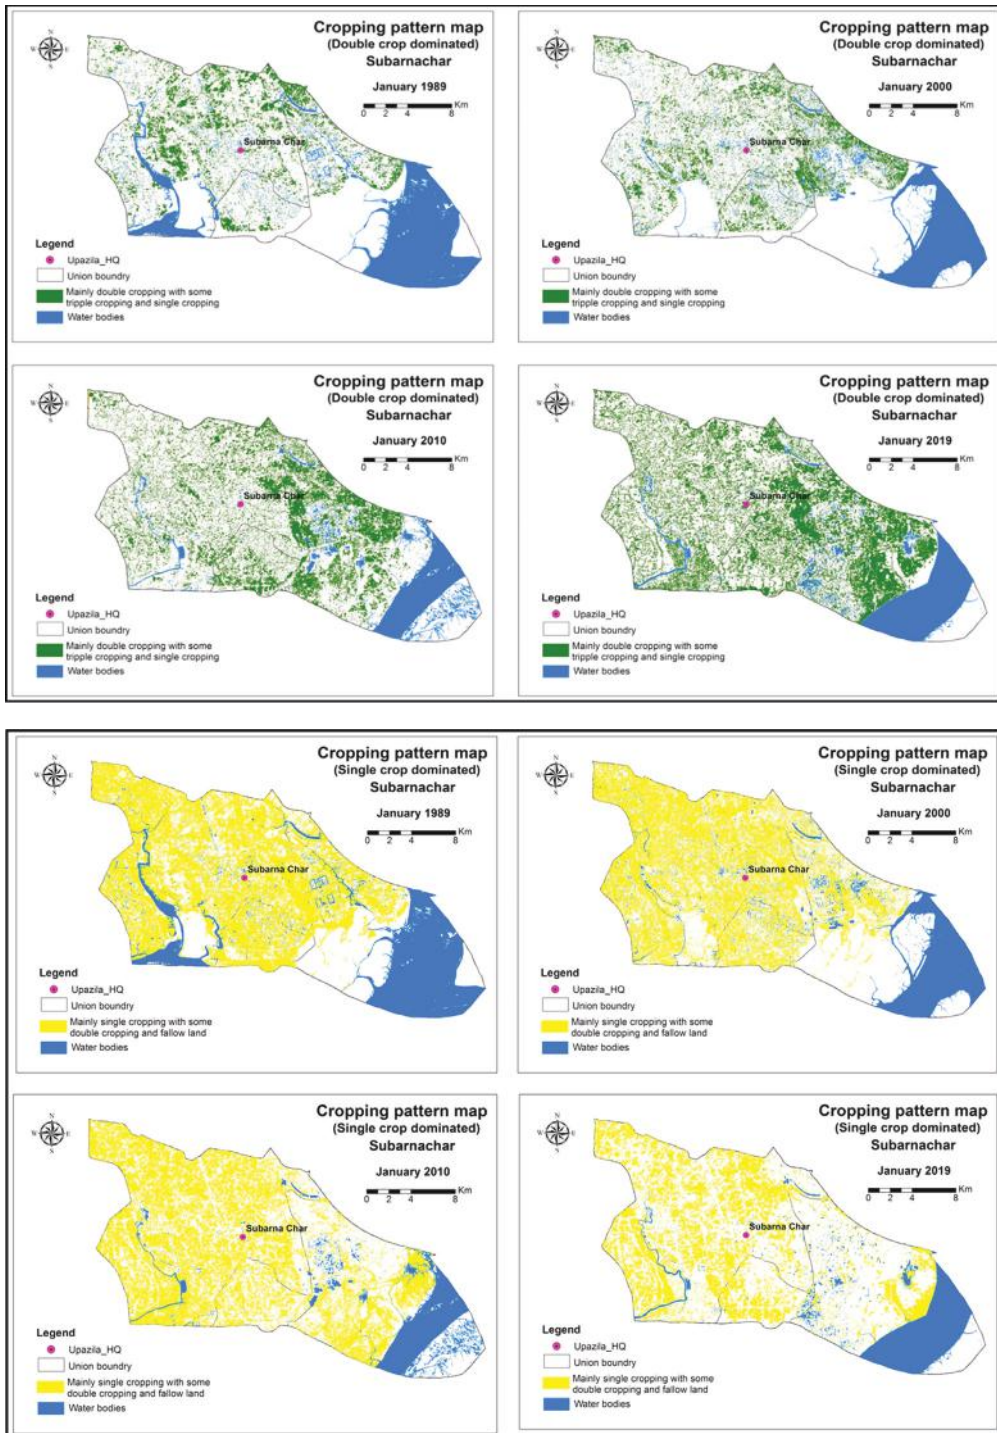 Cropping pattern map
(Double crop dominated)
Subarnachar
January 1989
0 2 4 8 Km
N
W E
S
Subarna Char
Legend
Upazila_HQ
Union boundry
Mainly double cropping with some
tripple cropping and single cropping
Water bodies
Cropping pattern map
(Double crop dominated)
Subarnachar
January 2000
0 2 4 8 Km
N
W E
S
Subarna Char
Legend
Upazila_HQ
Union boundry
Mainly double cropping with some
tripple cropping and single cropping
Water bodies
Cropping pattern map
(Double crop dominated)
Subarnachar
January 2010
0 2 4 8 Km
N
W E
S
Subarna Char
Legend
Upazila_HQ
Union boundry
Mainly double cropping with some
tripple cropping and single cropping
Water bodies
Cropping pattern map
(Double crop dominated)
Subarnachar
January 2019
0 2 4 8 Km
N
W E
S
Subarna Char
Legend
Upazila_HQ
Union boundry
Mainly double cropping with some
tripple cropping and single cropping
Water bodies
Cropping pattern map
(Single crop dominated)
Subarnachar
January 1989
0 2 4 8 Km
N
W E
S
Subarna Char
Legend
Upazila_HQ
Union boundry
Mainly single cropping with some
double cropping and fallow land
Water bodies
Cropping pattern map
(Single crop dominated)
Subarnachar
January 2000
0 2 4 8 Km
N
W E
S
Subarna Char
Legend
Upazila_HQ
Union boundry
Mainly single cropping with some
double cropping and fallow land
Water bodies
Cropping pattern map
(Single crop dominated)
Subarnachar
January 2010
0 2 4 8 Km
N
W E
S
Subarna Char
Legend
Upazila_HQ
Union boundry
Mainly single cropping with some
double cropping and fallow land
Water bodies
Cropping pattern map
(Single crop dominated)
Subarnachar
January 2019
0 2 4 8 Km
N
W E
S
Subarna Char
Legend
Upazila_HQ
Union boundry
Mainly single cropping with some
double cropping and fallow land
Water bodies